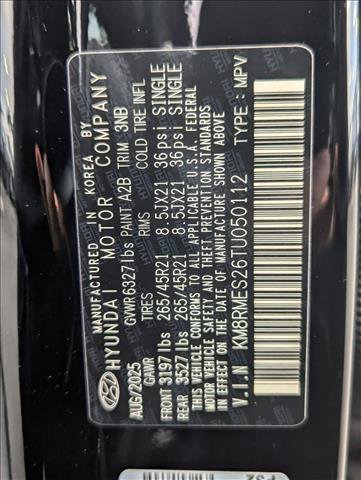 MANUFACTURED IN KOREA BY
HYUNDAI MOTOR COMPANY
AUG/2025 GVWR6327lbs PAINT A2B TRIM 3NB
GAWR TIRES RIMS COLD TIRE INFL
FRONT 3197lbs 265/45R21 8.5JX21 36psi SINGLE
REAR 3527lbs 265/45R21 8.5JX21 36psi SINGLE
THIS VEHICLE CONFORMS TO ALL APPLICABLE U.S.A. FEDERAL
MOTOR VEHICLE SAFETY AND THEFT PREVENTION STANDARDS
IN EFFECT ON THE DATE OF MANUFACTURE SHOWN ABOVE.
V.I.N KM8RMES26TU050112 TYPE: MPV
PS2